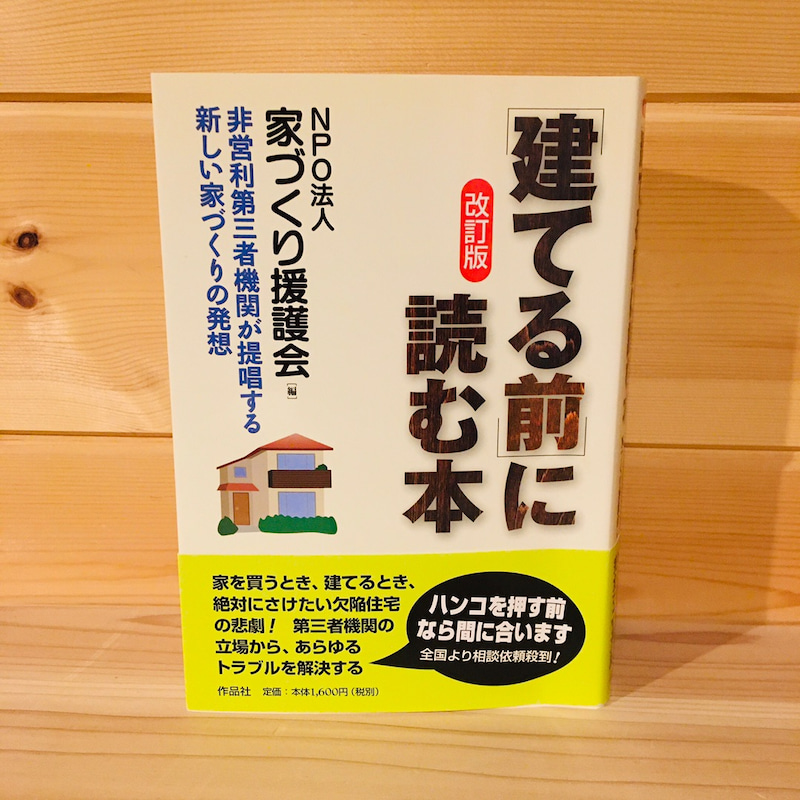 「建てる前」に
読む本
改訂版
NPO法人
家づくり援護会[編]
非営利第三者機関が提唱する
新しい家づくりの発想
家を買うとき、建てるとき、
絶対にさけたい欠陥住宅
の悲劇! 第三者機関の
立場から、あらゆる
トラブルを解決する
ハンコを押す前
なら間に合います
全国より相談依頼殺到!
作品社 定価:本体1,600円(税別)